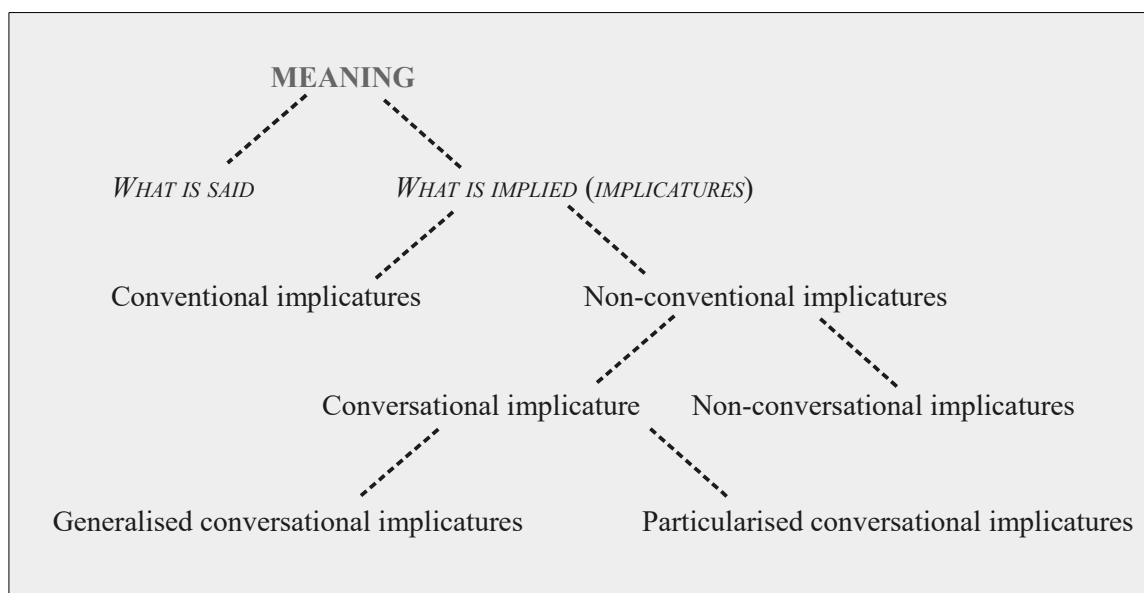 MEANING
WHAT IS SAID WHAT IS IMPLIED (IMPLICATURES)
Conventional implicatures Non-conventional implicatures
Conversational implicature Non-conversational implicatures
Generalised conversational implicatures Particularised conversational implicatures